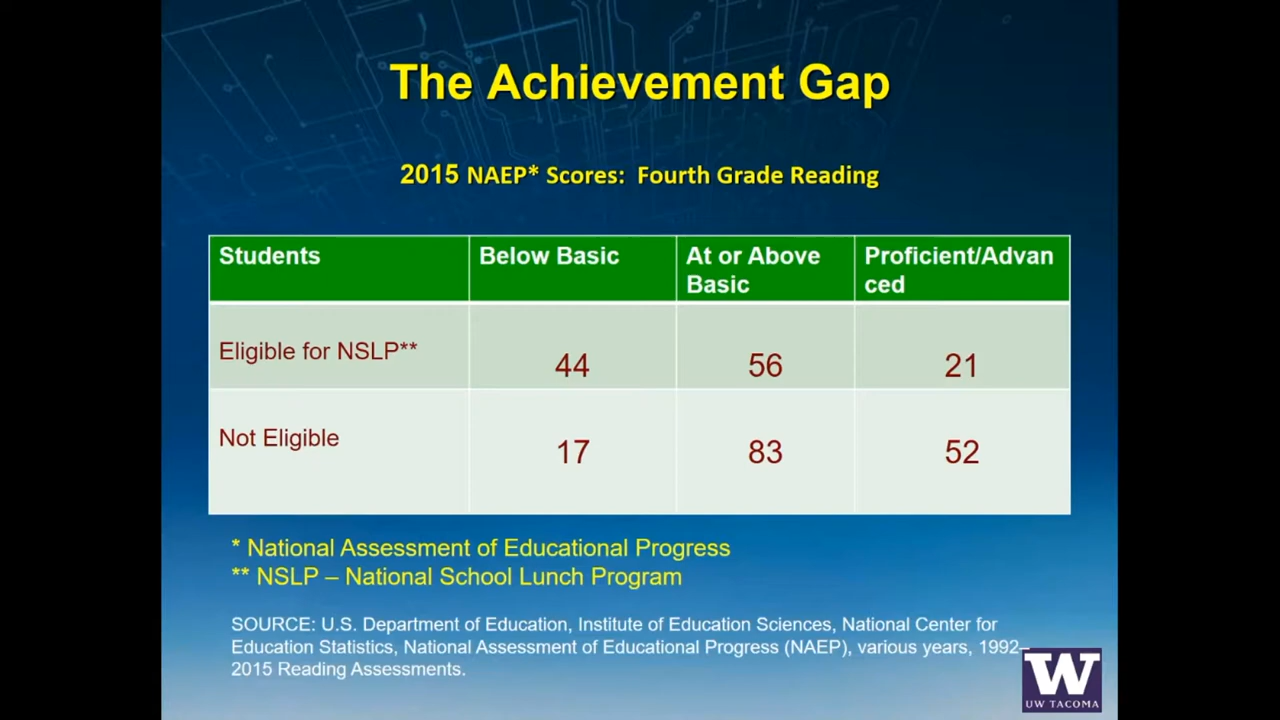 The Achievement Gap
2015 NAEP* Scores:  Fourth Grade Reading
Students
Below Basic
At or Above
Basic
Proficient/Advan
ced
Eligible for NSLP**
44
56
21
Not Eligible
17
83
52
* National Assessment of Educational Progress
** NSLP – National School Lunch Program
SOURCE: U.S. Department of Education, Institute of Education Sciences, National Center for
Education Statistics, National Assessment of Educational Progress (NAEP), various years, 1992–
2015 Reading Assessments.
W
UW TACOMA